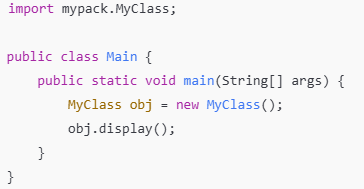 import mypack.MyClass;

public class Main {
    public static void main(String[] args) {
        MyClass obj = new MyClass();
        obj.display();
    }
}